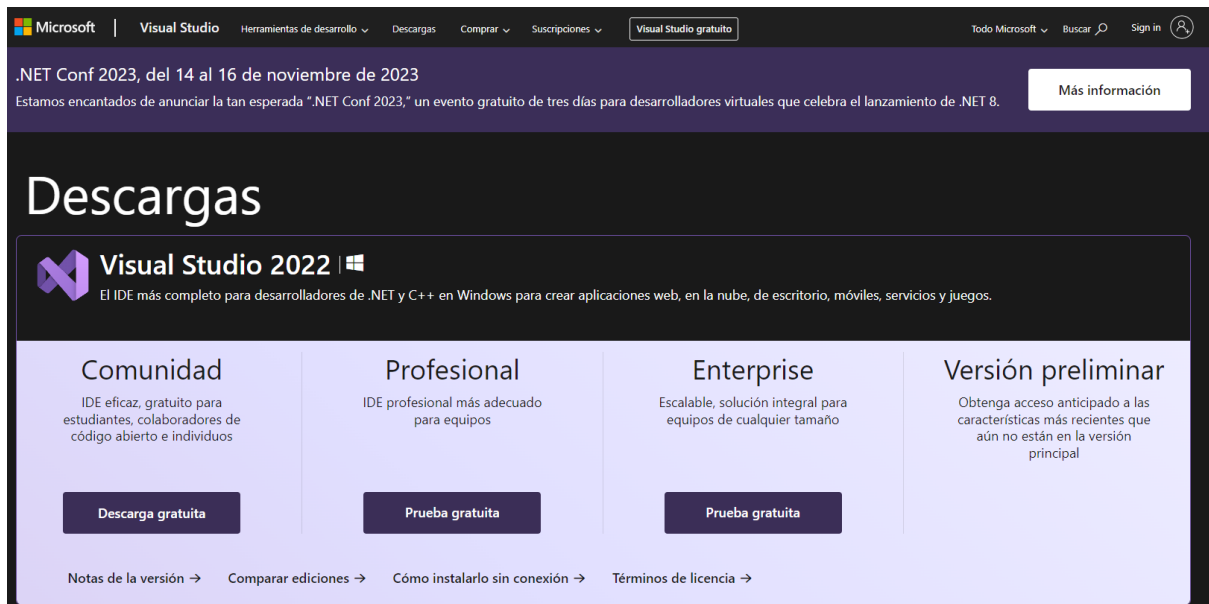 Microsoft | Visual Studio Herramientas de desarrollo Descargas Comprar Suscripciones Visual Studio gratuito Todo Microsoft Buscar Sign in
.NET Conf 2023, del 14 al 16 de noviembre de 2023
Estamos encantados de anunciar la tan esperada ".NET Conf 2023," un evento gratuito de tres días para desarrolladores virtuales que celebra el lanzamiento de .NET 8.
Más información
Descargas
Visual Studio 2022 |
El IDE más completo para desarrolladores de .NET y C++ en Windows para crear aplicaciones web, en la nube, de escritorio, móviles, servicios y juegos.
Comunidad
IDE eficaz, gratuito para
estudiantes, colaboradores de
código abierto e individuos
Descarga gratuita
Profesional
IDE profesional más adecuado
para equipos
Prueba gratuita
Enterprise
Escalable, solución integral para
equipos de cualquier tamaño
Prueba gratuita
Versión preliminar
Obtenga acceso anticipado a las
características más recientes que
aún no están en la versión
principal
Notas de la versión → Comparar ediciones → Cómo instalarlo sin conexión → Términos de licencia →